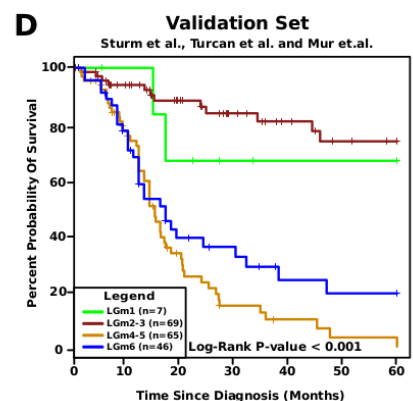 D
Validation Set
Sturm et al., Turcan et al. and Mur et.al.
Percent Probability Of Survival
100
80
60
40
20
0
Legend
LGm1 (n=7)
LGm2-3 (n=69)
LGm4-5 (n=65)
LGm6 (n=46)
Log-Rank P-value < 0.001
0 10 20 30 40 50 60
Time Since Diagnosis (Months)